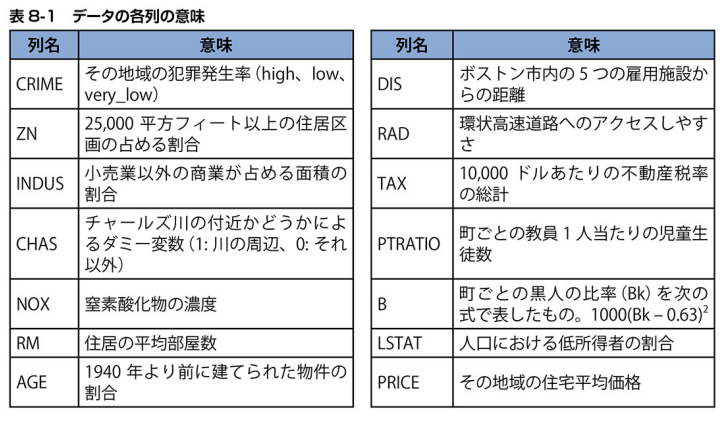 表 8-1　データの各列の意味
列名 意味
CRIME その地域の犯罪発生率（high、low、
very_low）
ZN 25,000 平方フィート以上の住居区
画の占める割合
INDUS 小売業以外の商業が占める面積の
割合
CHAS チャールズ川の付近かどうかによ
るダミー変数（1: 川の周辺、0: それ
以外）
NOX 窒素酸化物の濃度
RM 住居の平均部屋数
AGE 1940 年より前に建てられた物件の
割合
列名 意味
DIS ボストン市内の 5 つの雇用施設か
らの距離
RAD 環状高速道路へのアクセスしやす
さ
TAX 10,000 ドルあたりの不動産税率
の総計
PTRATIO 町ごとの教員 1 人当たりの児童生
徒数
B 町ごとの黒人の比率（Bk）を次の
式で表したもの。1000(Bk – 0.63)²
LSTAT 人口における低所得者の割合
PRICE その地域の住宅平均価格